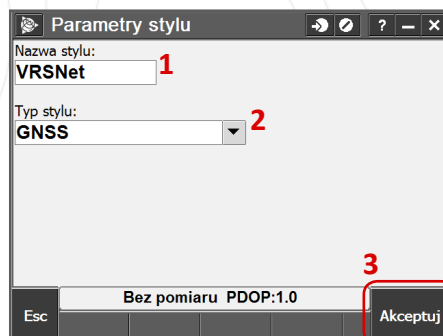 Parametry stylu
? – X
Nazwa stylu:
VRSNet 1
Typ stylu:
GNSS 2
3
Bez pomiaru PDOP:1.0
Esc Akceptuj